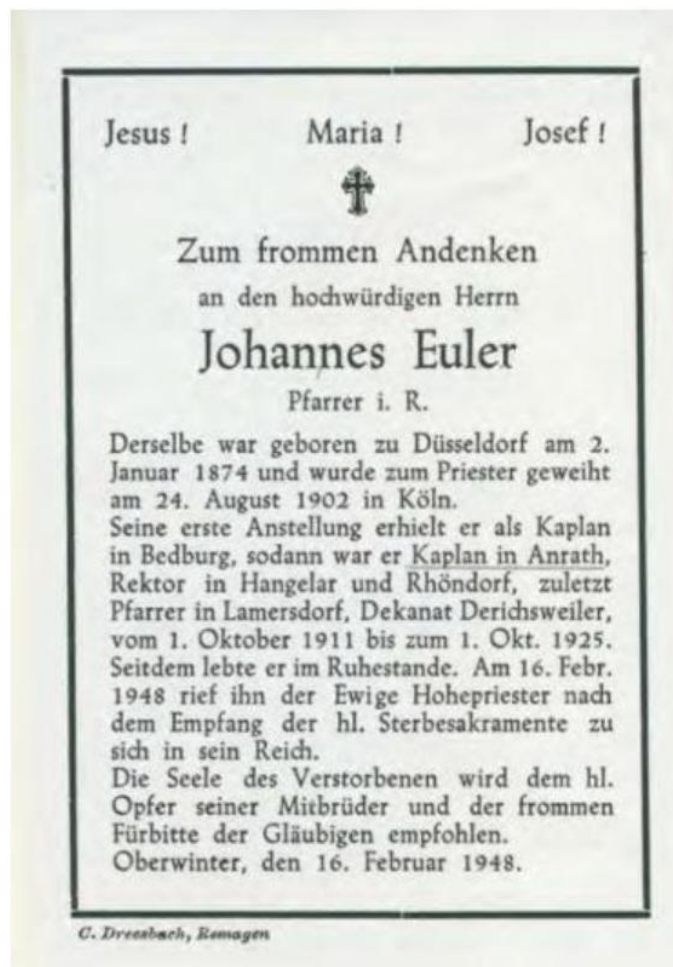 Jesus! Maria! Josef!
Zum frommen Andenken
an den hochwürdigen Herrn
Johannes Euler
Pfarrer i. R.
Derselbe war geboren zu Düsseldorf am 2.
Januar 1874 und wurde zum Priester geweiht
am 24. August 1902 in Köln.
Seine erste Anstellung erhielt er als Kaplan
in Bedburg, sodann war er Kaplan in Anrath,
Rektor in Hangelar und Rhöndorf, zuletzt
Pfarrer in Lamersdorf, Dekanat Derichsweiler,
vom 1. Oktober 1911 bis zum 1. Okt. 1925.
Seitdem lebte er im Ruhestande. Am 16. Febr.
1948 rief ihn der Ewige Hohepriester nach
dem Empfang der hl. Sterbesakramente zu
sich in sein Reich.
Die Seele des Verstorbenen wird dem hl.
Opfer seiner Mitbrüder und der frommen
Fürbitte der Gläubigen empfohlen.
Oberwinter, den 16. Februar 1948.
C. Dreesbach, Remagen